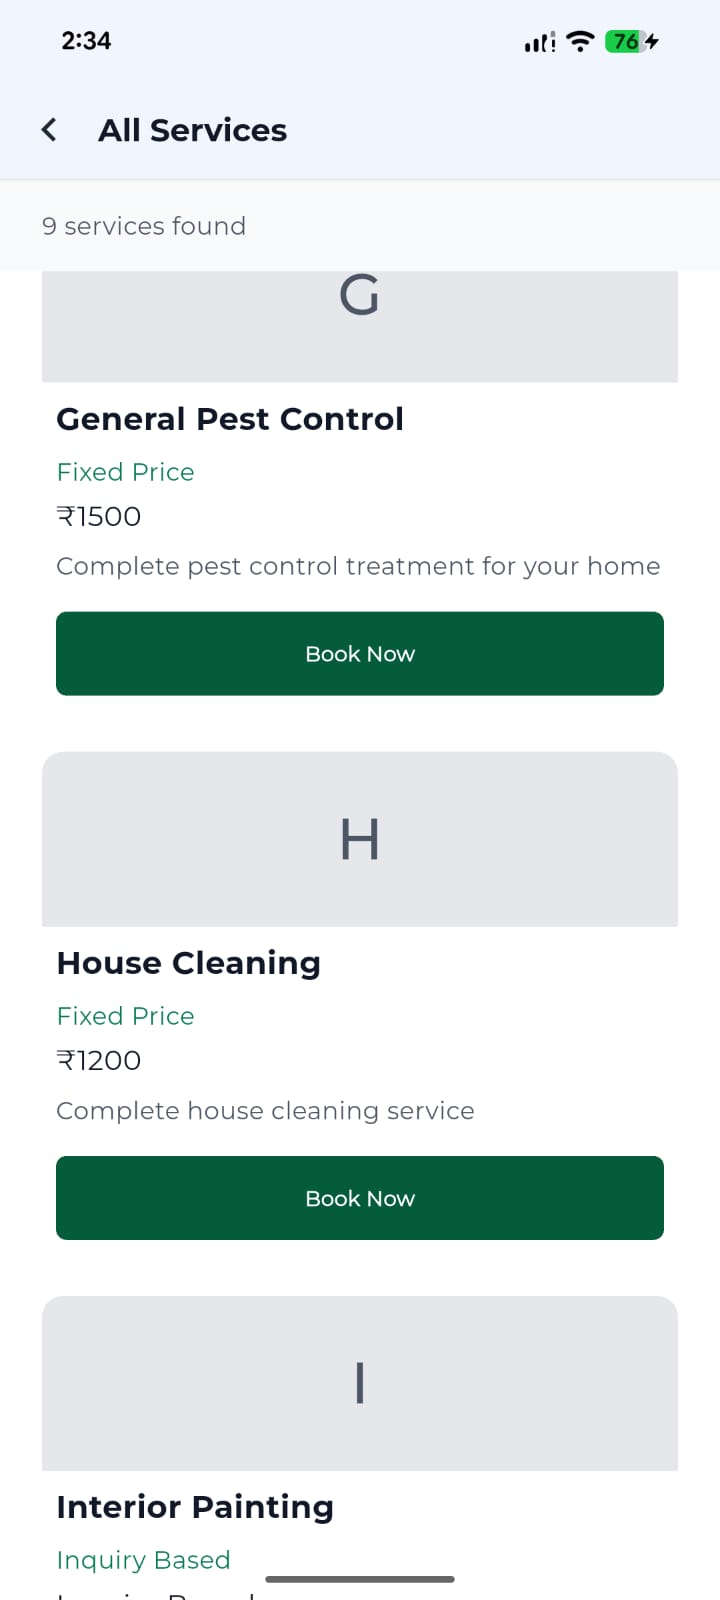 2:34
76
All Services
9 services found
G
General Pest Control
Fixed Price
₹1500
Complete pest control treatment for your home
Book Now
H
House Cleaning
Fixed Price
₹1200
Complete house cleaning service
Book Now
I
Interior Painting
Inquiry Based